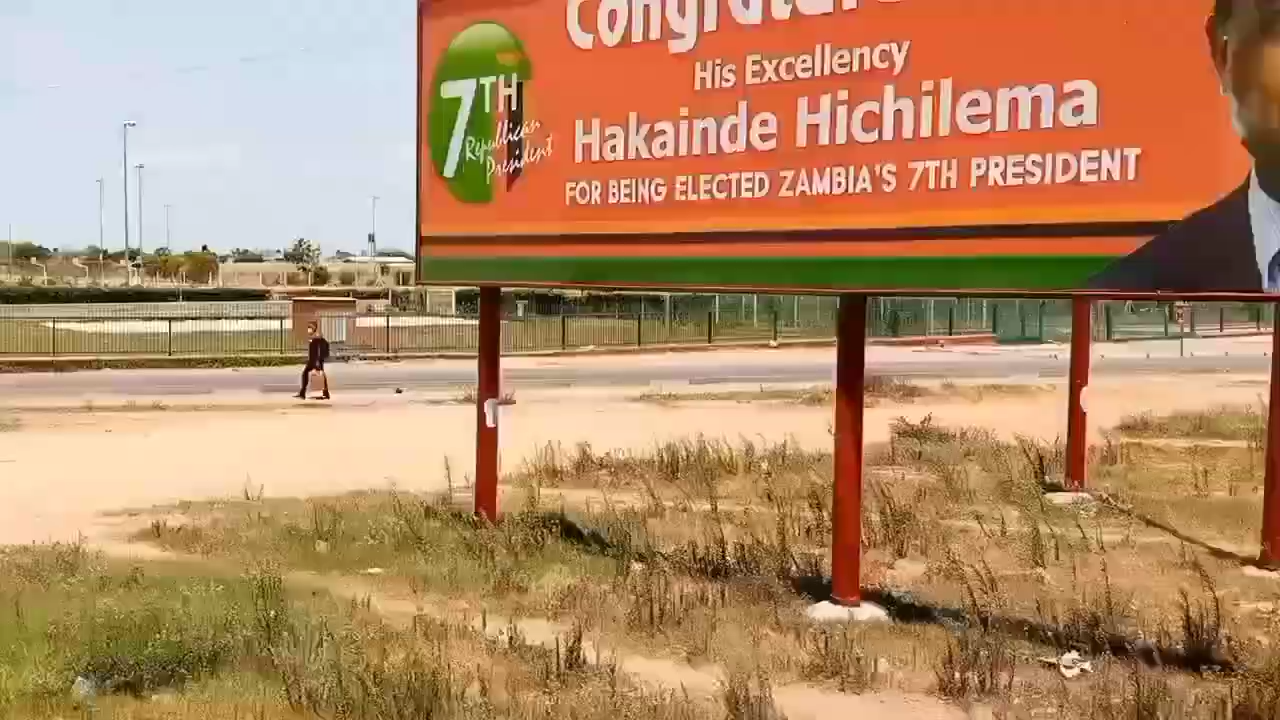 7TH
Republican
President
His Excellency
Hakainde Hichilema
FOR BEING ELECTED ZAMBIA'S 7TH PRESIDENT